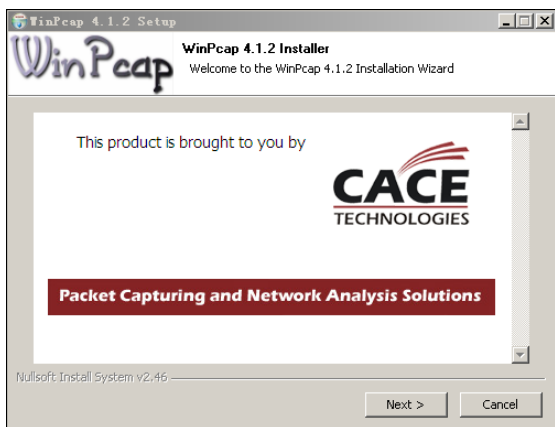 WinPcap 4.1.2 Setup
WinPcap
WinPcap 4.1.2 Installer
Welcome to the WinPcap 4.1.2 Installation Wizard
This product is brought to you by
CACE
TECHNOLOGIES
Packet Capturing and Network Analysis Solutions
Nullsoft Install System v2.46
Next >
Cancel